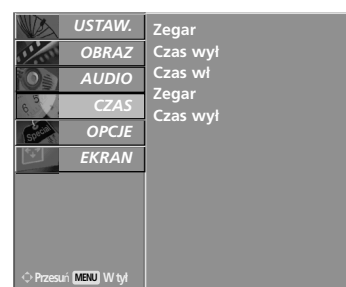 USTAW.
OBRAZ
AUDIO
CZAS
OPCJE
EKRAN
Zegar
Czas wył
Czas wł
Zegar
Czas wył
Przesuń MENU W tył